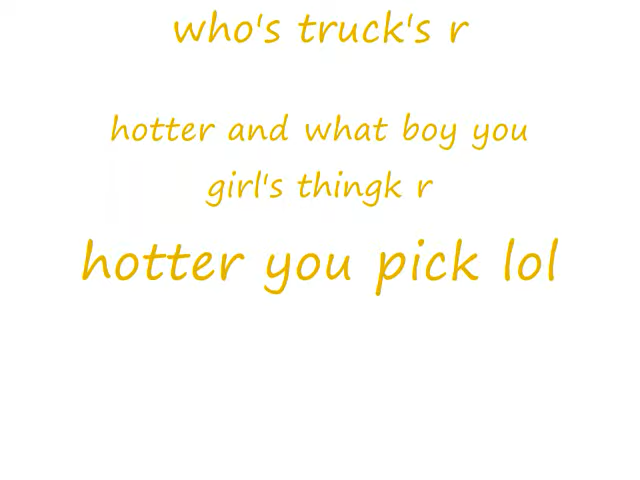 who's truck's r
hotter and what boy you
girl's thingk r
hotter you pick lol